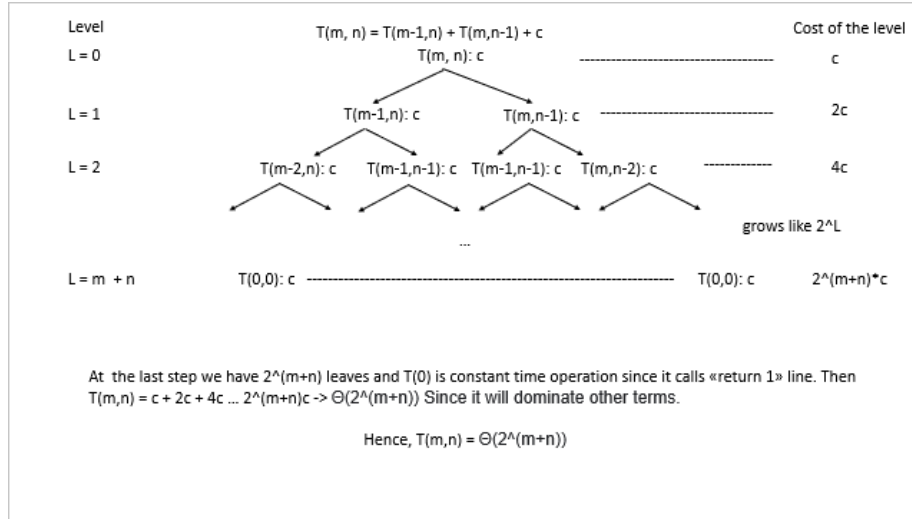 Level
T(m, n) = T(m-1,n) + T(m,n-1) + c
Cost of the level
L = 0
T(m, n): c
c
L = 1
T(m-1,n): c
T(m,n-1): c
2c
L = 2
T(m-2,n): c
T(m-1,n-1): c
T(m-1,n-1): c
T(m,n-2): c
4c
grows like 2^L
...
L = m + n
T(0,0): c
T(0,0): c
2^(m+n)*c
At the last step we have 2^(m+n) leaves and T(0) is constant time operation since it calls «return 1» line. Then
T(m,n) = c + 2c + 4c ... 2^(m+n)c -> Θ(2^(m+n)) Since it will dominate other terms.
Hence, T(m,n) = Θ(2^(m+n))